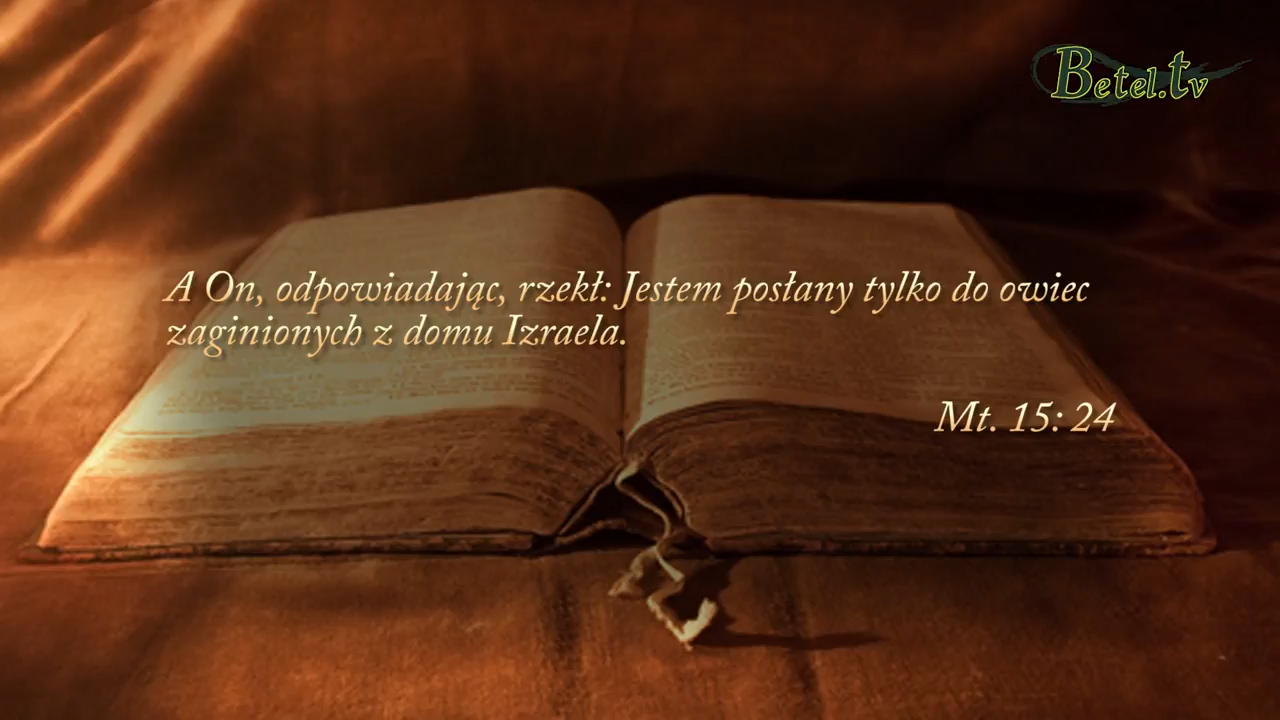 Betel.tv
A On, odpowiadając, rzekł: Jestem posłany tylko do owiec
zaginionych z domu Izraela.
Mt. 15: 24